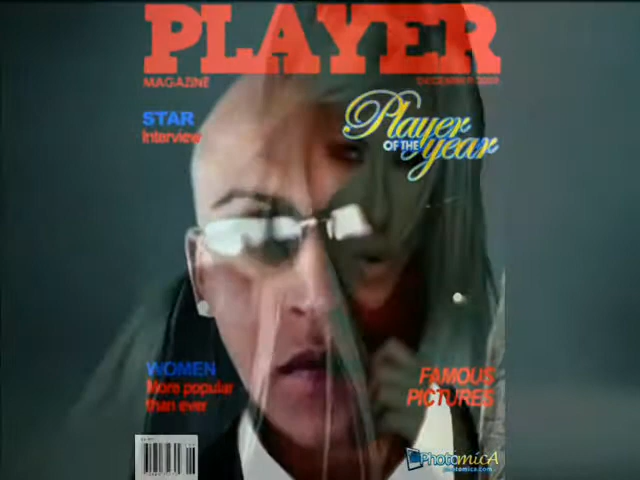 PLAYER
MAGAZINE
STAR
Interview
Player
OF THE
year
WOMEN
More popular
than ever
FAMOUS
PICTURES
PhotomicA